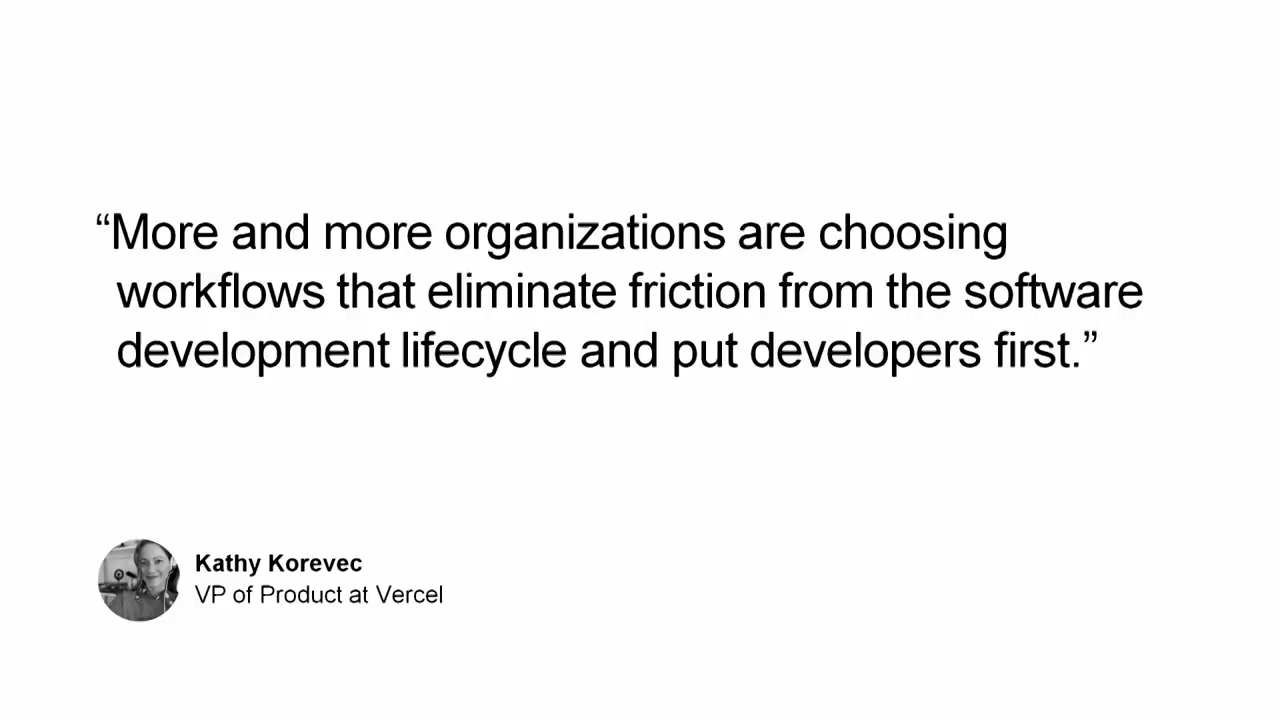 “More and more organizations are choosing
workflows that eliminate friction from the software
development lifecycle and put developers first.”
Kathy Korevec
VP of Product at Vercel